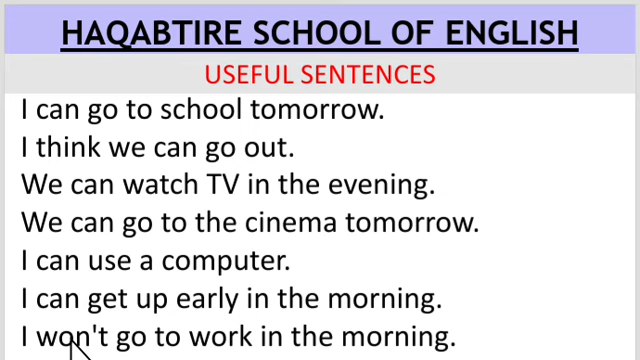 HAQABTIRE SCHOOL OF ENGLISH
USEFUL SENTENCES
I can go to school tomorrow.
I think we can go out.
We can watch TV in the evening.
We can go to the cinema tomorrow.
I can use a computer.
I can get up early in the morning.
I won't go to work in the morning.